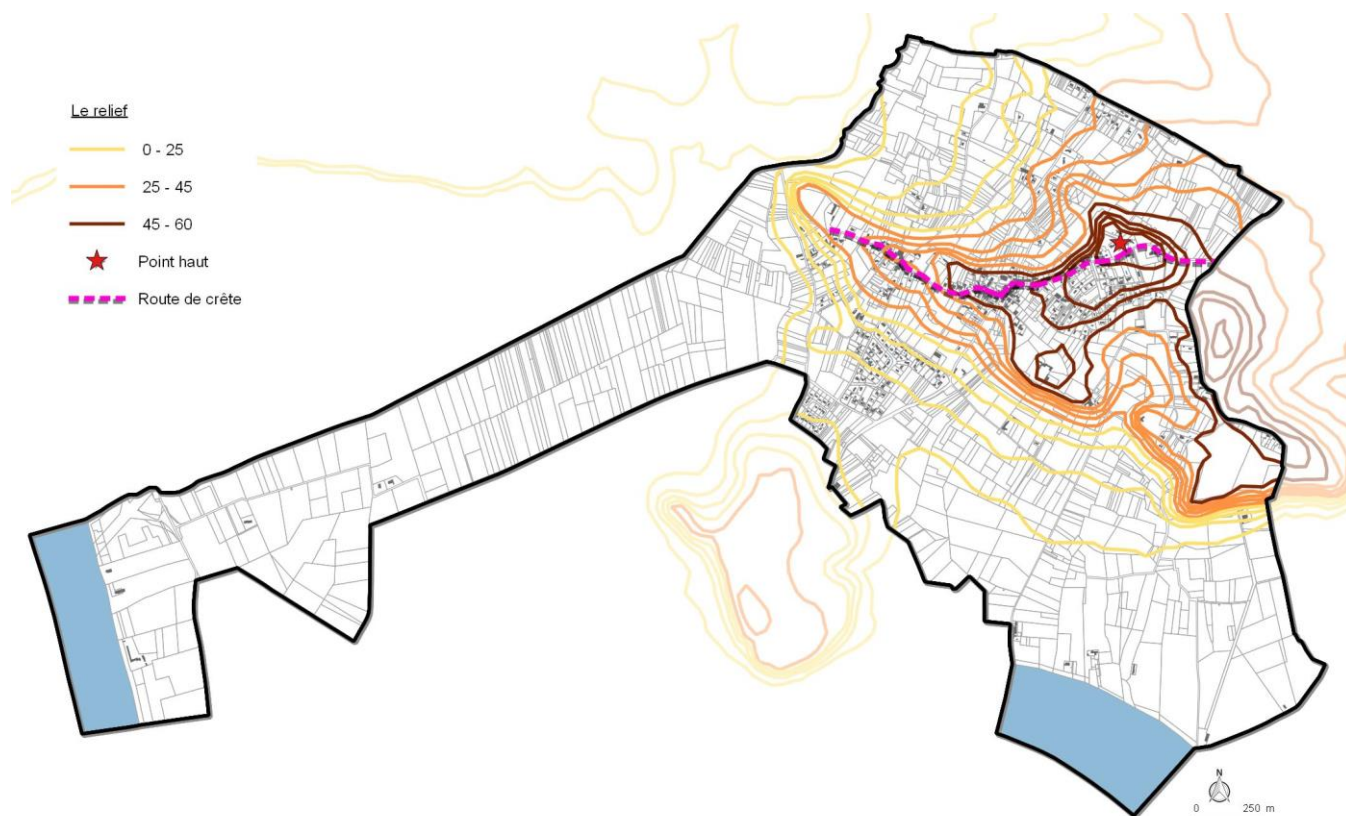 Le relief
0 - 25
25 - 45
45 - 60
Point haut
Route de crête
N
0 250 m